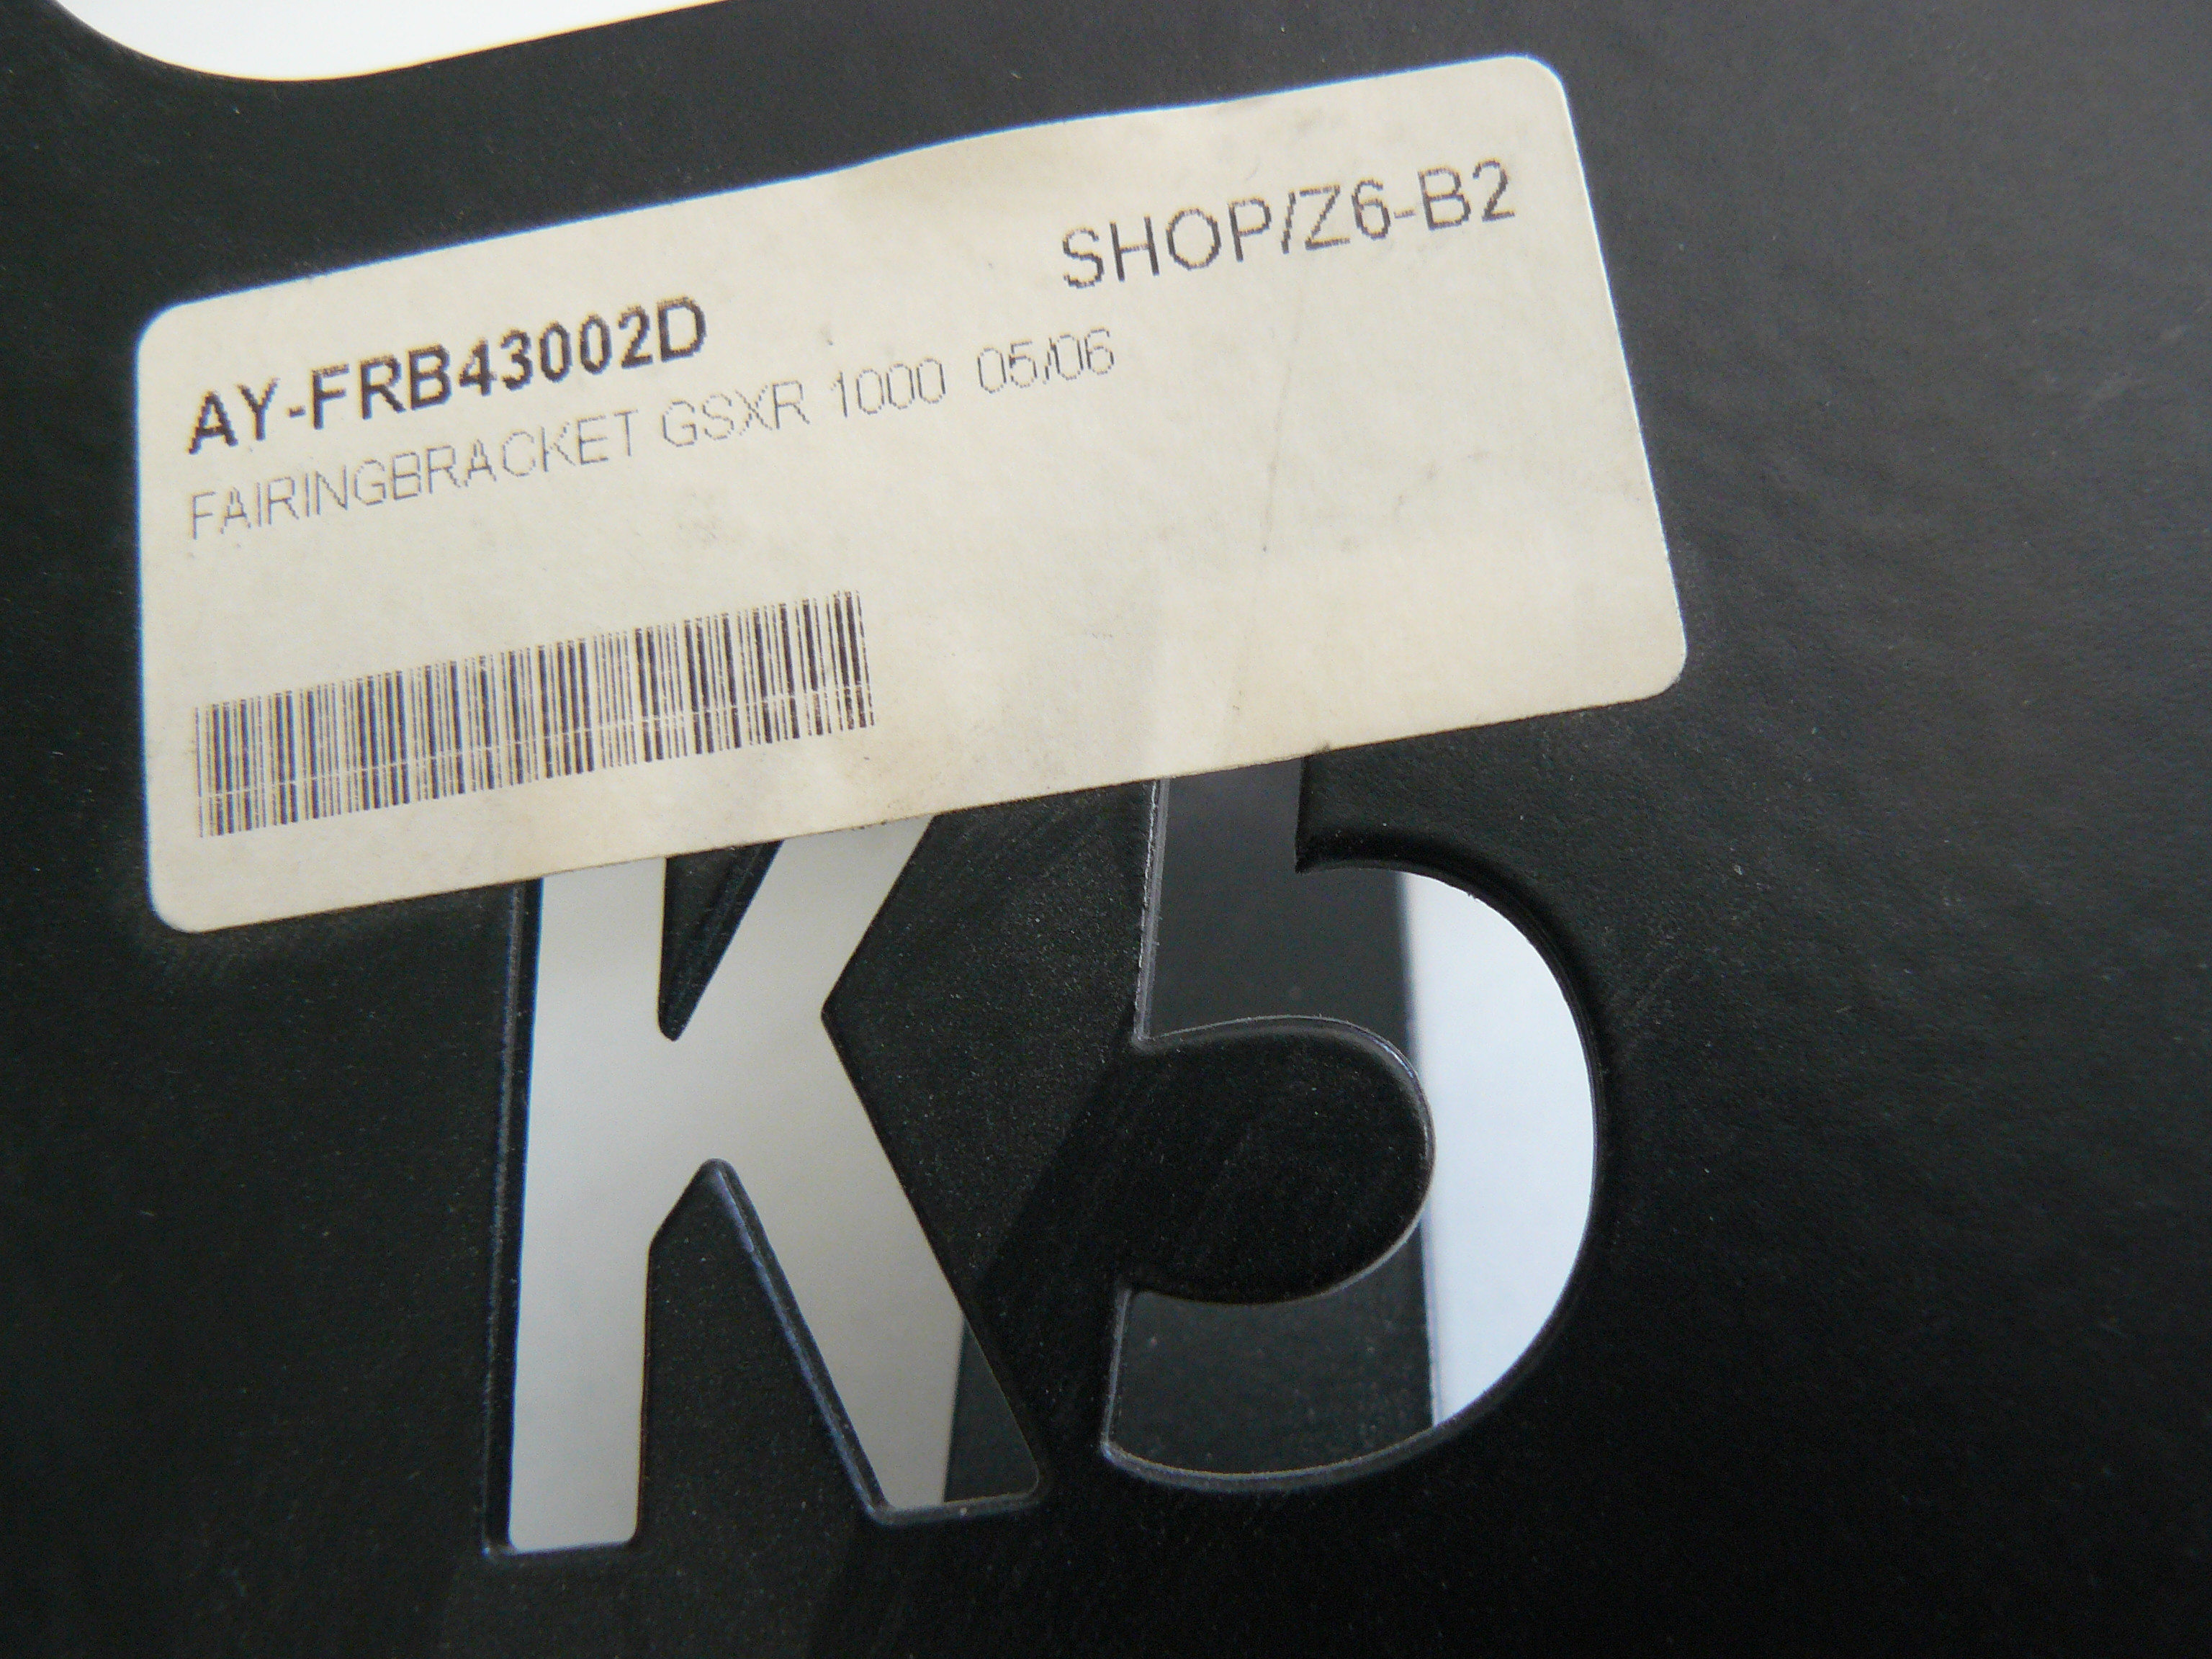 SHOP/Z6-B2
AY-FRB43002D
FAIRINGBRACKET GSXR 1000 05/06
K5